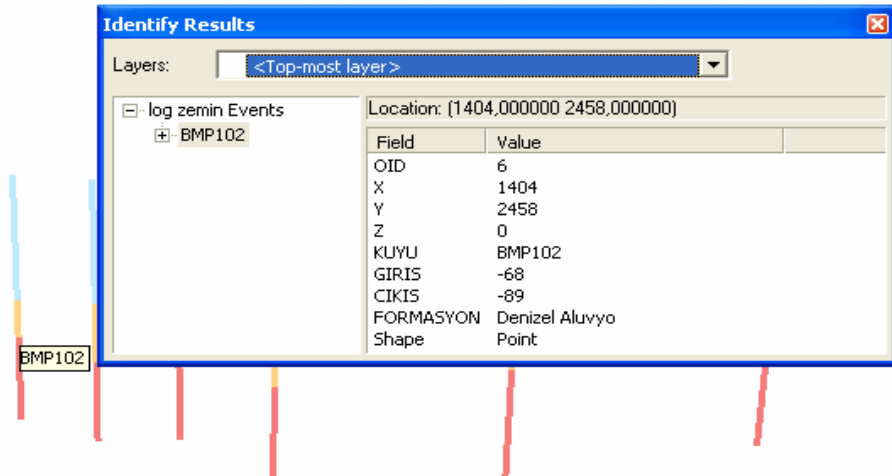 Identify Results
Layers: <Top-most layer>
log zemin Events
BMP102
Location: (1404,000000 2458,000000)
Field Value
OID 6
X 1404
Y 2458
Z 0
KUYU BMP102
GIRIS -68
CIKIS -89
FORMASYON Denizel Aluvyo
Shape Point
BMP102